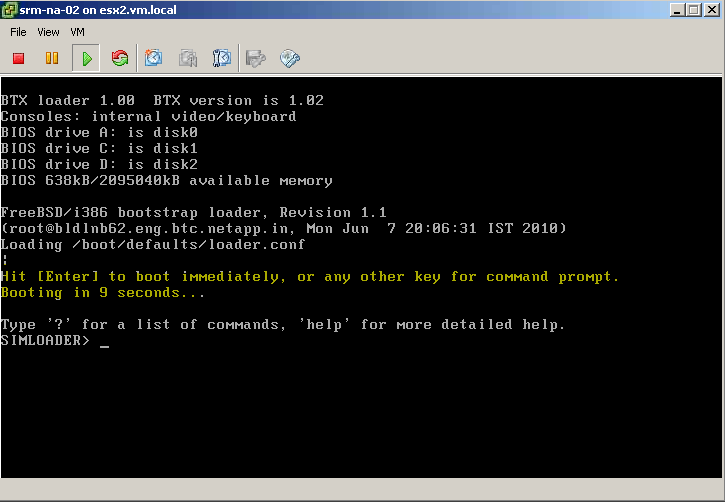 srm-na-02 on esx2.vm.local
File View VM
BTX loader 1.00  BTX version is 1.02
Consoles: internal video/keyboard
BIOS drive A: is disk0
BIOS drive C: is disk1
BIOS drive D: is disk2
BIOS 638kB/2095040kB available memory
FreeBSD/i386 bootstrap loader, Revision 1.1
(root@bldlnb62.eng.btc.netapp.in, Mon Jun  7 20:06:31 IST 2010)
Loading /boot/defaults/loader.conf
¦
Hit [Enter] to boot immediately, or any other key for command prompt.
Booting in 9 seconds...
Type '?' for a list of commands, 'help' for more detailed help.
SIMLOADER> _